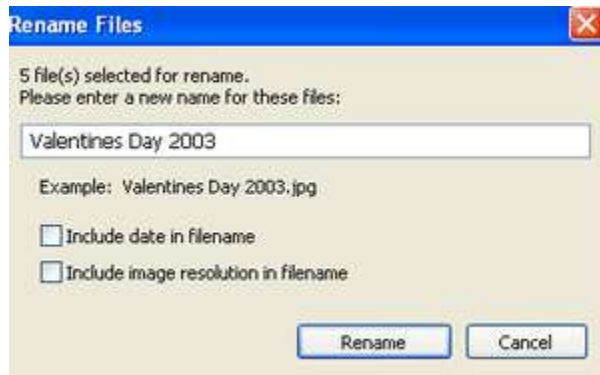 Rename Files
5 file(s) selected for rename.
Please enter a new name for these files:
Valentines Day 2003
Example: Valentines Day 2003.jpg
Include date in filename
Include image resolution in filename
Rename Cancel